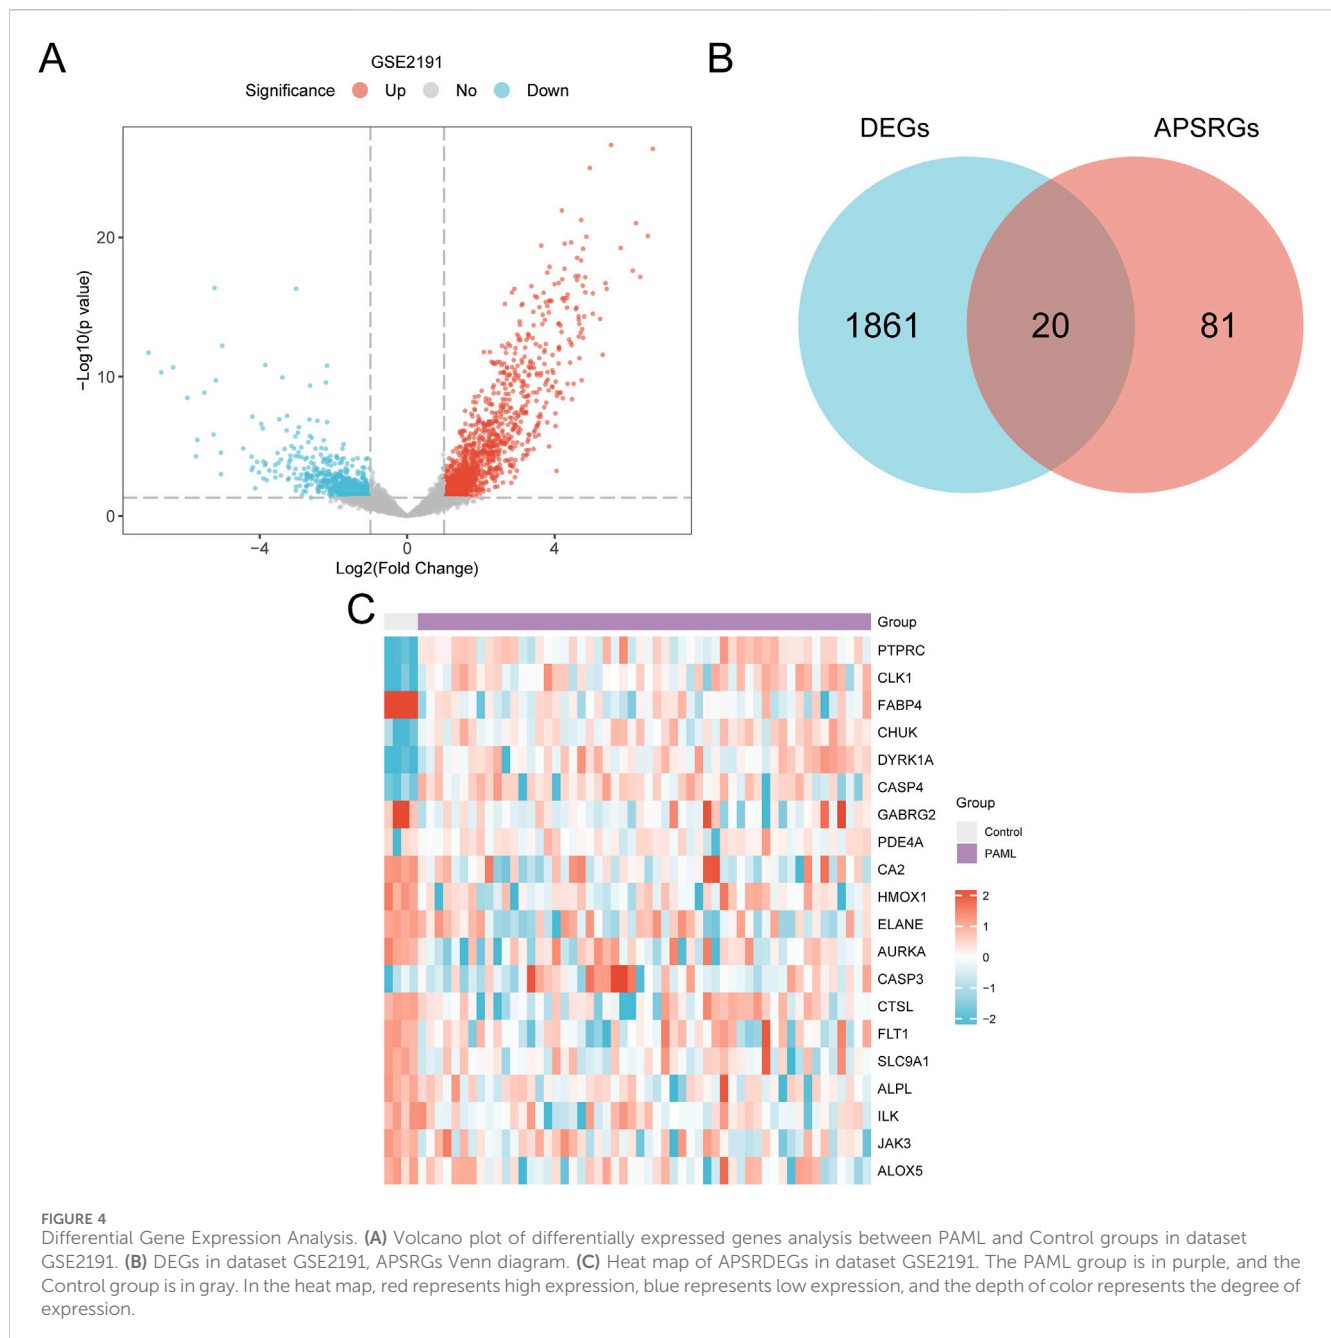 A
GSE2191
Significance Up No Down
−Log10(p value)
20
10
0
−4 0 4
Log2(Fold Change)
B
DEGs APSRGs
1861 20 81
C
Group
PTPRC
CLK1
FABP4
CHUK
DYRK1A
CASP4
GABRG2
PDE4A
CA2
HMOX1
ELANE
AURKA
CASP3
CTSL
FLT1
SLC9A1
ALPL
ILK
JAK3
ALOX5
Group
Control
PAML
2
1
0
−1
−2
FIGURE 4
Differential Gene Expression Analysis. (A) Volcano plot of differentially expressed genes analysis between PAML and Control groups in dataset
GSE2191. (B) DEGs in dataset GSE2191, APSRGs Venn diagram. (C) Heat map of APSRDEGs in dataset GSE2191. The PAML group is in purple, and the
Control group is in gray. In the heat map, red represents high expression, blue represents low expression, and the depth of color represents the degree of
expression.